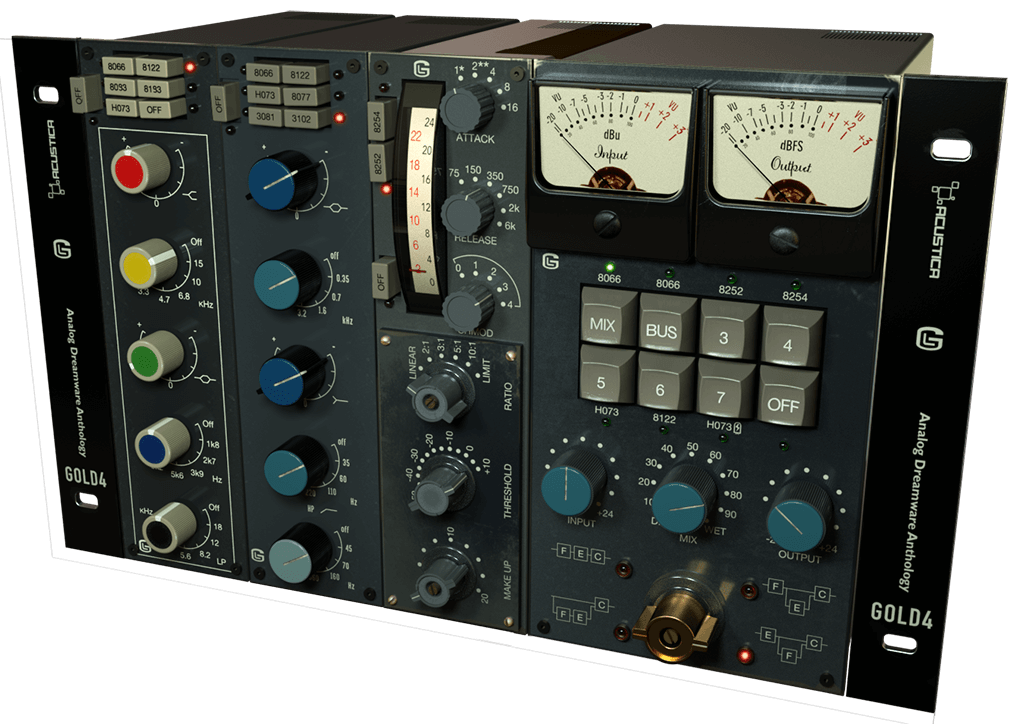 ACUSTICA
Analog Dreamware Anthology
GOLD4
8066 8122
8033 8133
H073 OFF
OFF
+ -
0
Off
15
10
6.8
4.7
3.3
KHz
+ -
0
Off
1k8
2k7
3k9
5k6
Hz
KHz
Off
18
12
8.2
5.6
LP
8066 8122
H073 8077
3081 3102
OFF
+ -
0
off
0.35
0.7
1.6
3.2
kHz
+ -
off
35
60
110
Hz
HP
off
45
70
160
Hz
8254
8252
OFF
24
22
20
18
16
14
12
10
8
6
4
0
1* 2** 4 8 16
ATTACK
75 150 350 750 2k 6k
RELEASE
0 1 2 3 4
LINEAR 2:1 3:1 5:1 10:1 LIMIT
RATIO
-40 -30 -20 -10 0 +10
THRESHOLD
10
20
MAKE UP
VU VU
-20 -10 -7 -5 -3 -2 -1 0 +1 +2 +3
dBu
Input
VU VU
-20 -10 -7 -5 -3 -2 -1 0 +1 +2 +3
dBFS
Output
8066 8066 8252 8254
MIX BUS 3 4
5 6 7 OFF
H073 8122 H073
INPUT
+24
10 20 30 40 50 60 70 80 90
WET
MIX
OUTPUT
F E C
F E C
F E C
E F C
ACUSTICA
Analog Dreamware Anthology
GOLD4